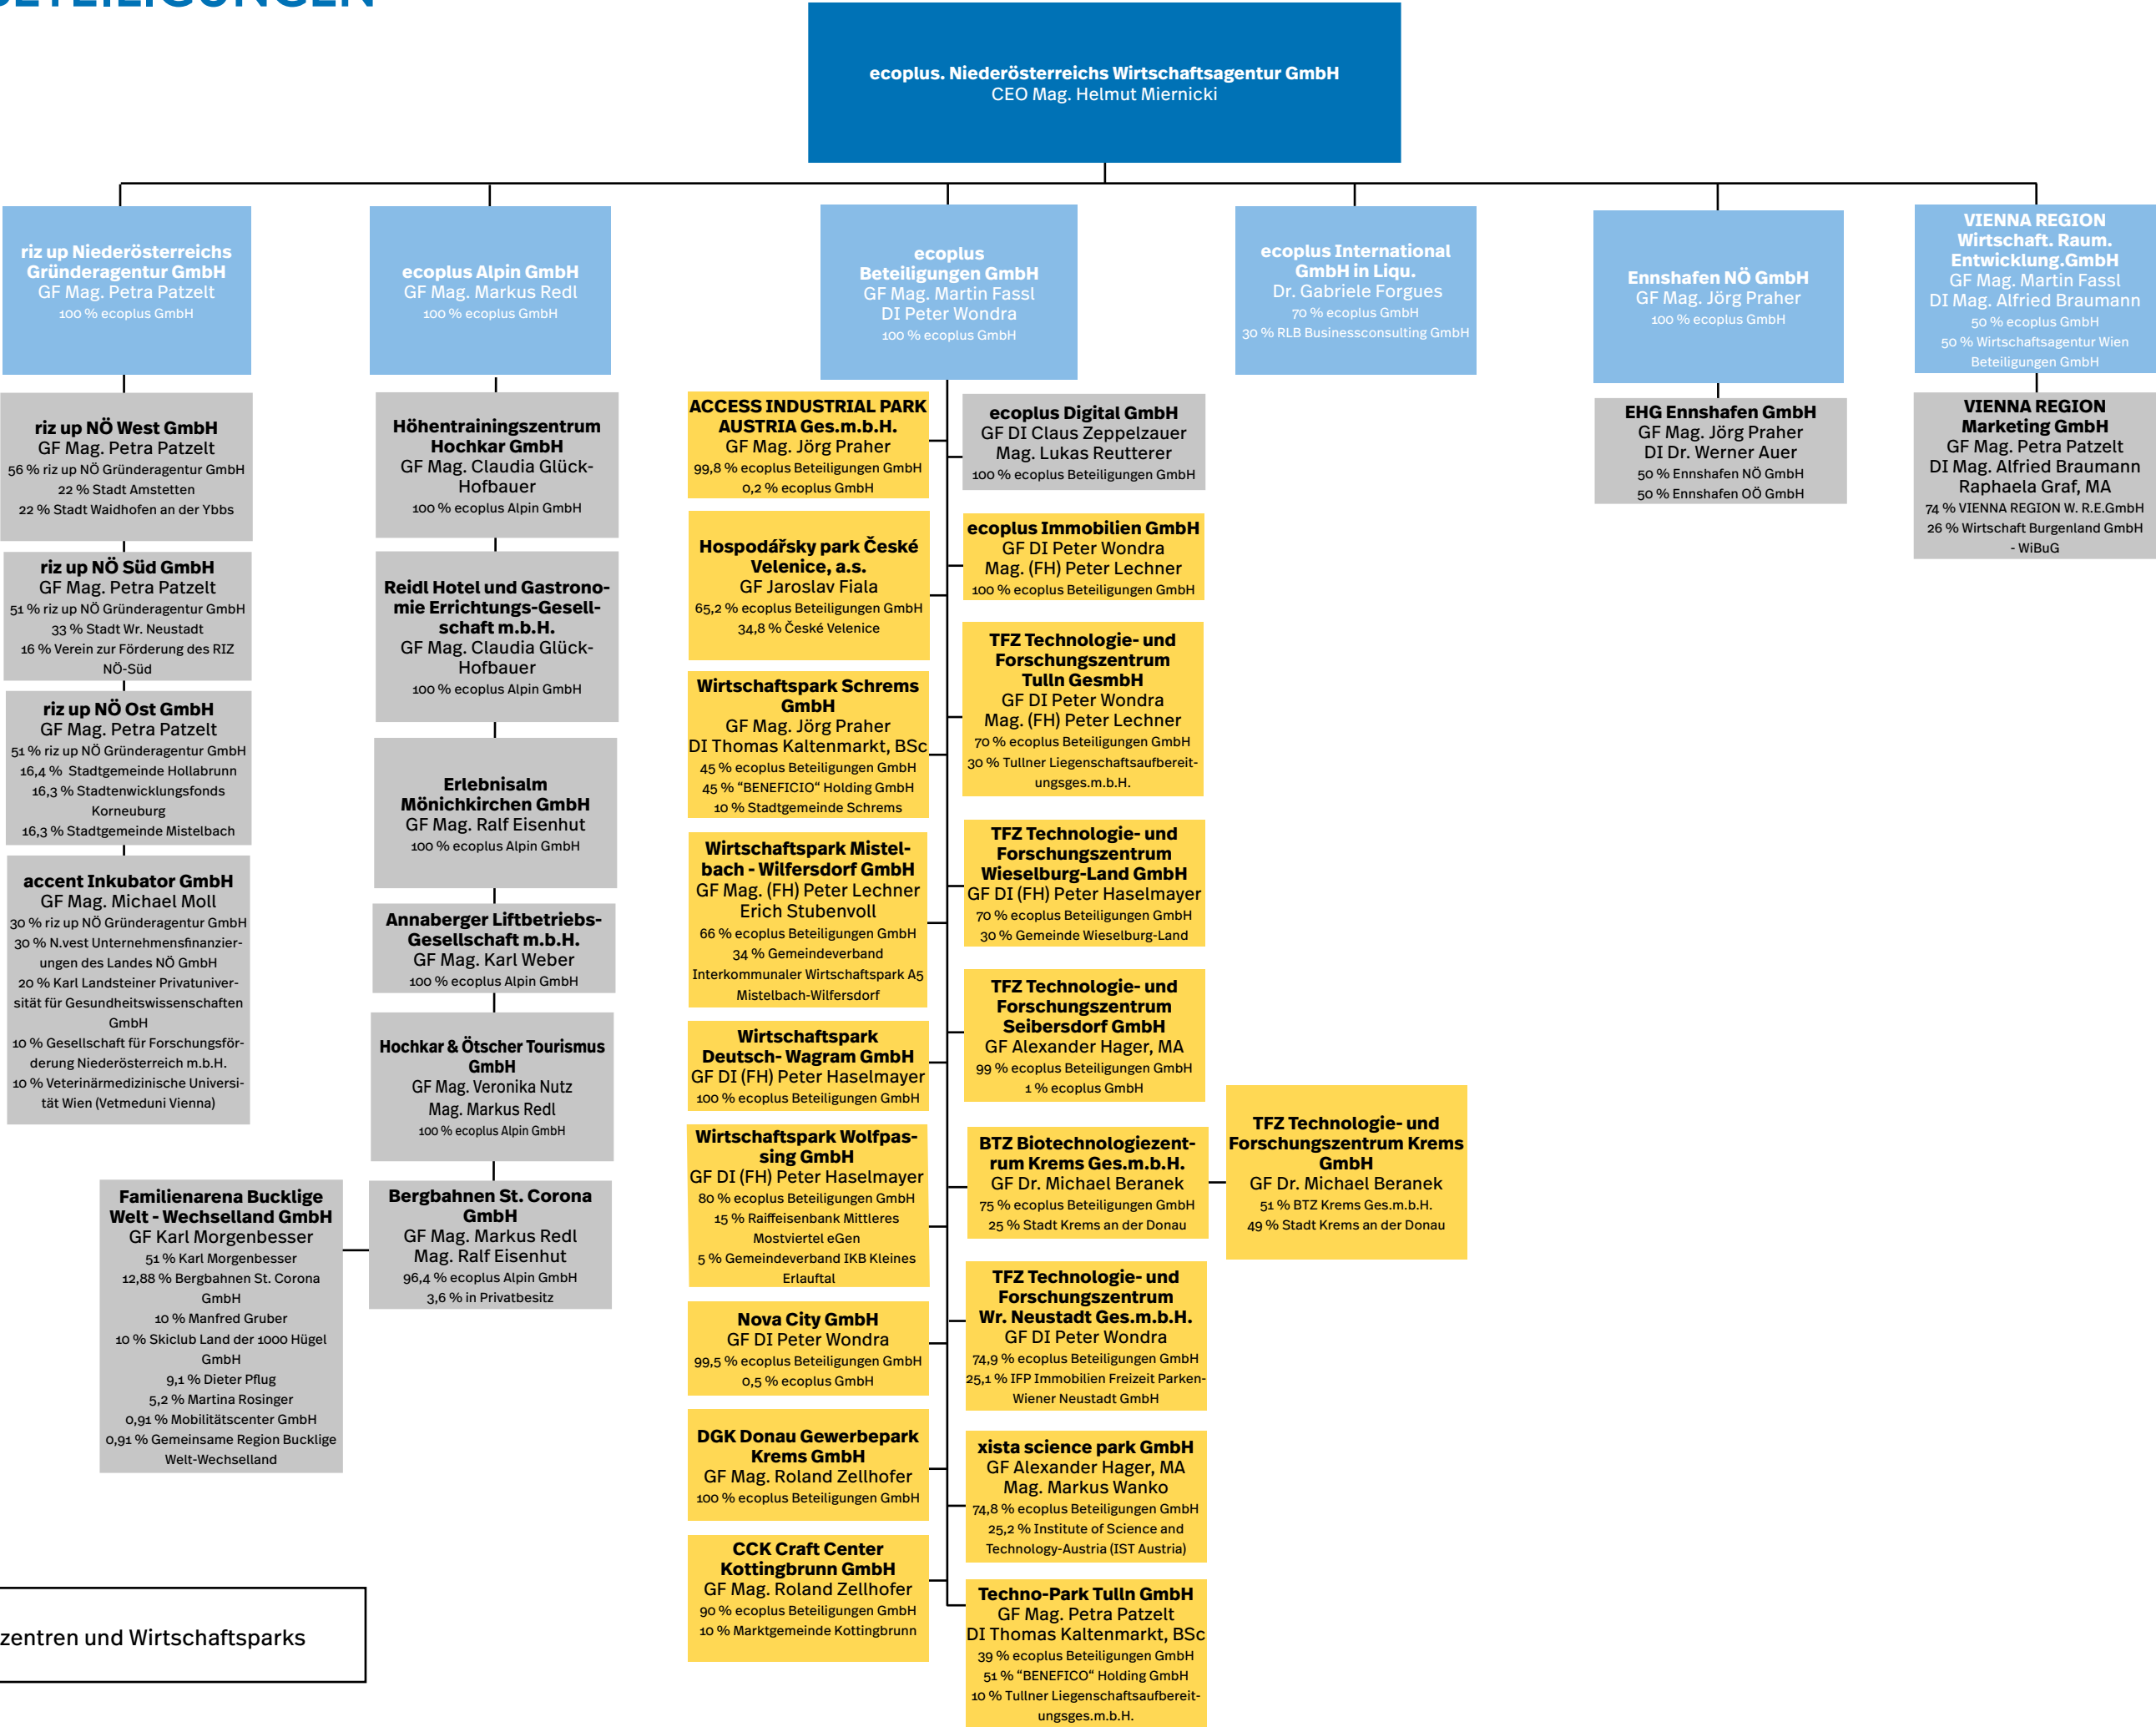 BETEILIGUNGEN
ecoplus. Niederösterreichs Wirtschaftsagentur GmbH
CEO Mag. Helmut Miernicki
riz up Niederösterreichs
Gründeragentur GmbH
GF Mag. Petra Patzelt
100 % ecoplus GmbH
riz up NÖ West GmbH
GF Mag. Petra Patzelt
56 % riz up NÖ Gründeragentur GmbH
22 % Stadt Amstetten
22 % Stadt Waidhofen an der Ybbs
riz up NÖ Süd GmbH
GF Mag. Petra Patzelt
51 % riz up NÖ Gründeragentur GmbH
33 % Stadt Wr. Neustadt
16 % Verein zur Förderung des RIZ
NÖ-Süd
riz up NÖ Ost GmbH
GF Mag. Petra Patzelt
51 % riz up NÖ Gründeragentur GmbH
16,4 % Stadtgemeinde Hollabrunn
16,3 % Stadtenwicklungsfonds
Korneuburg
16,3 % Stadtgemeinde Mistelbach
accent Inkubator GmbH
GF Mag. Michael Moll
30 % riz up NÖ Gründeragentur GmbH
30 % N.vest Unternehmensfinanzier-
ungen des Landes NÖ GmbH
20 % Karl Landsteiner Privatuniver-
sität für Gesundheitswissenschaften
GmbH
10 % Gesellschaft für Forschungsför-
derung Niederösterreich m.b.H.
10 % Veterinärmedizinische Universi-
tät Wien (Vetmeduni Vienna)
ecoplus Alpin GmbH
GF Mag. Markus Redl
100 % ecoplus GmbH
Höhentrainingszentrum
Hochkar GmbH
GF Mag. Claudia Glück-
Hofbauer
100 % ecoplus Alpin GmbH
Reidl Hotel und Gastrono-
mie Errichtungs-Gesell-
schaft m.b.H.
GF Mag. Claudia Glück-
Hofbauer
100 % ecoplus Alpin GmbH
Erlebnisalm
Mönichkirchen GmbH
GF Mag. Ralf Eisenhut
100 % ecoplus Alpin GmbH
Annaberger Liftbetriebs-
Gesellschaft m.b.H.
GF Mag. Karl Weber
100 % ecoplus Alpin GmbH
Hochkar & Ötscher Tourismus
GmbH
GF Mag. Veronika Nutz
Mag. Markus Redl
100 % ecoplus Alpin GmbH
Bergbahnen St. Corona
GmbH
GF Mag. Markus Redl
Mag. Ralf Eisenhut
96,4 % ecoplus Alpin GmbH
3,6 % in Privatbesitz
Familienarena Bucklige
Welt - Wechselland GmbH
GF Karl Morgenbesser
51 % Karl Morgenbesser
12,88 % Bergbahnen St. Corona
GmbH
10 % Manfred Gruber
10 % Skiclub Land der 1000 Hügel
GmbH
9,1 % Dieter Pflug
5,2 % Martina Rosinger
0,91 % Mobilitätscenter GmbH
0,91 % Gemeinsame Region Bucklige
Welt-Wechselland
ecoplus
Beteiligungen GmbH
GF Mag. Martin Fassl
DI Peter Wondra
100 % ecoplus GmbH
ACCESS INDUSTRIAL PARK
AUSTRIA Ges.m.b.H.
GF Mag. Jörg Praher
99,8 % ecoplus Beteiligungen GmbH
0,2 % ecoplus GmbH
Hospodářsky park České
Velenice, a.s.
GF Jaroslav Fiala
65,2 % ecoplus Beteiligungen GmbH
34,8 % České Velenice
Wirtschaftspark Schrems
GmbH
GF Mag. Jörg Praher
DI Thomas Kaltenmarkt, BSc
45 % ecoplus Beteiligungen GmbH
45 % "BENEFICIO" Holding GmbH
10 % Stadtgemeinde Schrems
Wirtschaftspark Mistel-
bach - Wilfersdorf GmbH
GF Mag. (FH) Peter Lechner
Erich Stubenvoll
66 % ecoplus Beteiligungen GmbH
34 % Gemeindeverband
Interkommunaler Wirtschaftspark A5
Mistelbach-Wilfersdorf
Wirtschaftspark
Deutsch- Wagram GmbH
GF DI (FH) Peter Haselmayer
100 % ecoplus Beteiligungen GmbH
Wirtschaftspark Wolfpas-
sing GmbH
GF DI (FH) Peter Haselmayer
80 % ecoplus Beteiligungen GmbH
15 % Raiffeisenbank Mittleres
Mostviertel eGen
5 % Gemeindeverband IKB Kleines
Erlauftal
Nova City GmbH
GF DI Peter Wondra
99,5 % ecoplus Beteiligungen GmbH
0,5 % ecoplus GmbH
DGK Donau Gewerbepark
Krems GmbH
GF Mag. Roland Zellhofer
100 % ecoplus Beteiligungen GmbH
CCK Craft Center
Kottingbrunn GmbH
GF Mag. Roland Zellhofer
90 % ecoplus Beteiligungen GmbH
10 % Marktgemeinde Kottingbrunn
ecoplus Digital GmbH
GF DI Claus Zeppelzauer
Mag. Lukas Reutterer
100 % ecoplus Beteiligungen GmbH
ecoplus Immobilien GmbH
GF DI Peter Wondra
Mag. (FH) Peter Lechner
100 % ecoplus Beteiligungen GmbH
TFZ Technologie- und
Forschungszentrum
Tulln GesmbH
GF DI Peter Wondra
Mag. (FH) Peter Lechner
70 % ecoplus Beteiligungen GmbH
30 % Tullner Liegenschaftsaufbereit-
ungsges.m.b.H.
TFZ Technologie- und
Forschungszentrum
Wieselburg-Land GmbH
GF DI (FH) Peter Haselmayer
70 % ecoplus Beteiligungen GmbH
30 % Gemeinde Wieselburg-Land
TFZ Technologie- und
Forschungszentrum
Seibersdorf GmbH
GF Alexander Hager, MA
99 % ecoplus Beteiligungen GmbH
1 % ecoplus GmbH
BTZ Biotechnologiezent-
rum Krems Ges.m.b.H.
GF Dr. Michael Beranek
75 % ecoplus Beteiligungen GmbH
25 % Stadt Krems an der Donau
TFZ Technologie- und
Forschungszentrum Krems
GmbH
GF Dr. Michael Beranek
51 % BTZ Krems Ges.m.b.H.
49 % Stadt Krems an der Donau
TFZ Technologie- und
Forschungszentrum
Wr. Neustadt Ges.m.b.H.
GF DI Peter Wondra
74,9 % ecoplus Beteiligungen GmbH
25,1 % IFP Immobilien Freizeit Parken-
Wiener Neustadt GmbH
xista science park GmbH
GF Alexander Hager, MA
Mag. Markus Wanko
74,8 % ecoplus Beteiligungen GmbH
25,2 % Institute of Science and
Technology-Austria (IST Austria)
Techno-Park Tulln GmbH
GF Mag. Petra Patzelt
DI Thomas Kaltenmarkt, BSc
39 % ecoplus Beteiligungen GmbH
51 % "BENEFICO" Holding GmbH
10 % Tullner Liegenschaftsaufbereit-
ungsges.m.b.H.
ecoplus International
GmbH in Liqu.
Dr. Gabriele Forgues
70 % ecoplus GmbH
30 % RLB Businessconsulting GmbH
Ennshafen NÖ GmbH
GF Mag. Jörg Praher
100 % ecoplus GmbH
EHG Ennshafen GmbH
GF Mag. Jörg Praher
DI Dr. Werner Auer
50 % Ennshafen NÖ GmbH
50 % Ennshafen OÖ GmbH
VIENNA REGION
Wirtschaft. Raum.
Entwicklung.GmbH
GF Mag. Martin Fassl
DI Mag. Alfried Braumann
50 % ecoplus GmbH
50 % Wirtschaftsagentur Wien
Beteiligungen GmbH
VIENNA REGION
Marketing GmbH
GF Mag. Petra Patzelt
DI Mag. Alfried Braumann
Raphaela Graf, MA
74 % VIENNA REGION W. R.E.GmbH
26 % Wirtschaft Burgenland GmbH
- WiBuG
zentren und Wirtschaftsparks